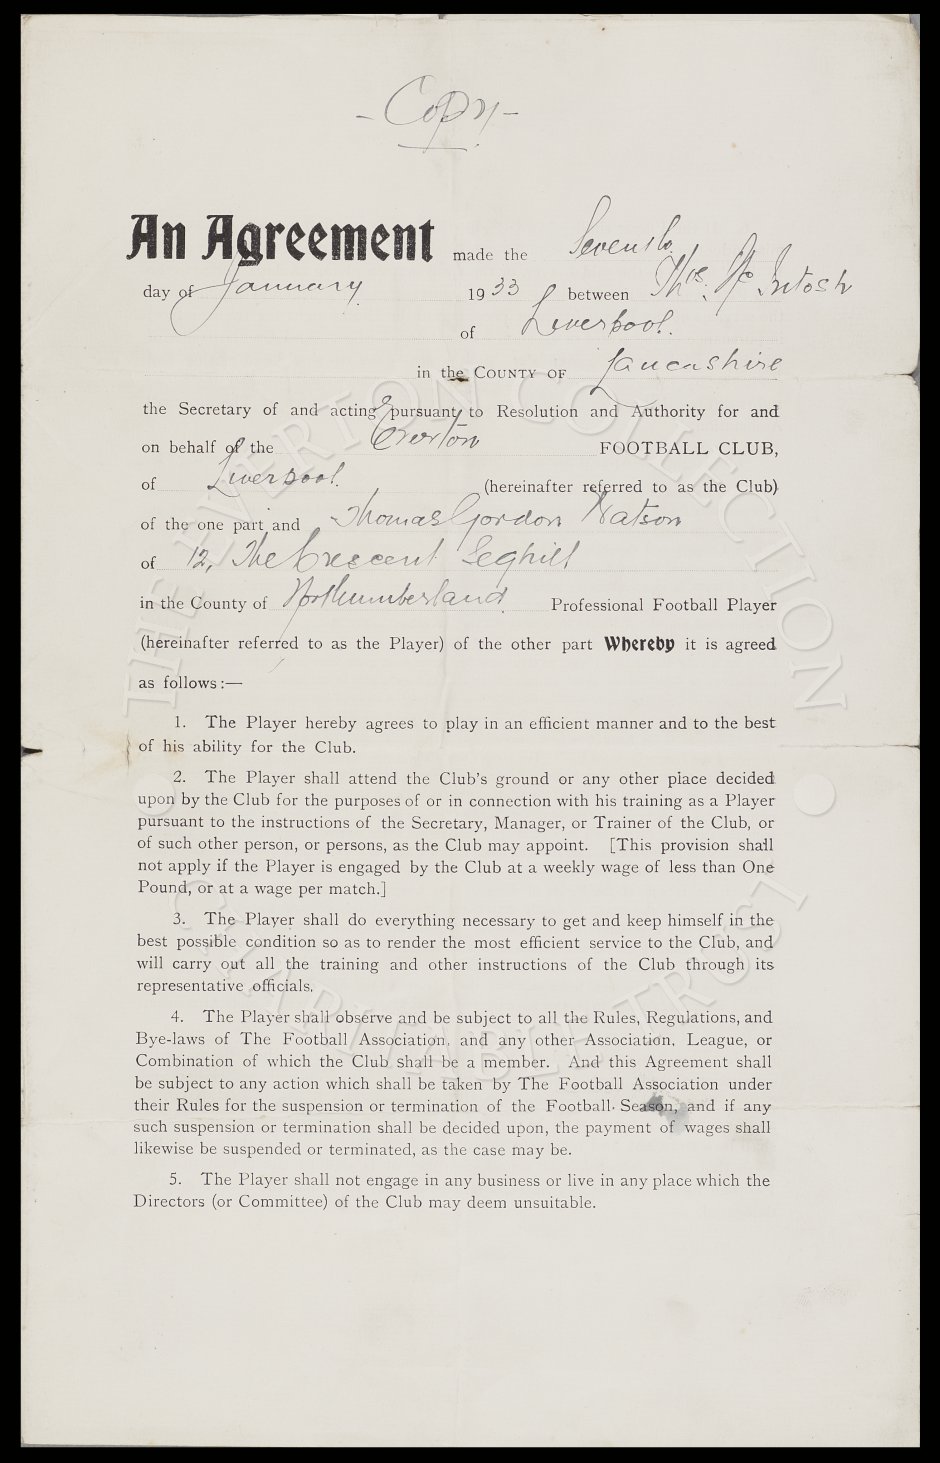 - Copy -
An Agreement made the Seventh
day of January 1933 between Thos. McIntosh
of Liverpool.
in the COUNTY OF Lancashire
the Secretary of and acting pursuant to Resolution and Authority for and
on behalf of the Everton FOOTBALL CLUB,
of Liverpool. (hereinafter referred to as the Club)
of the one part and Thomas Gordon Watson
of 12, The Crescent Seghill
in the County of Northumberland Professional Football Player
(hereinafter referred to as the Player) of the other part Whereby it is agreed
as follows:—
1. The Player hereby agrees to play in an efficient manner and to the best
of his ability for the Club.
2. The Player shall attend the Club's ground or any other place decided
upon by the Club for the purposes of or in connection with his training as a Player
pursuant to the instructions of the Secretary, Manager, or Trainer of the Club, or
of such other person, or persons, as the Club may appoint. [This provision shall
not apply if the Player is engaged by the Club at a weekly wage of less than One
Pound, or at a wage per match.]
3. The Player shall do everything necessary to get and keep himself in the
best possible condition so as to render the most efficient service to the Club, and
will carry out all the training and other instructions of the Club through its
representative officials.
4. The Player shall observe and be subject to all the Rules, Regulations, and
Bye-laws of The Football Association, and any other Association, League, or
Combination of which the Club shall be a member. And this Agreement shall
be subject to any action which shall be taken by The Football Association under
their Rules for the suspension or termination of the Football Season, and if any
such suspension or termination shall be decided upon, the payment of wages shall
likewise be suspended or terminated, as the case may be.
5. The Player shall not engage in any business or live in any place which the
Directors (or Committee) of the Club may deem unsuitable.
THE EVERTON COLLECTION
CHARITABLE TRUST